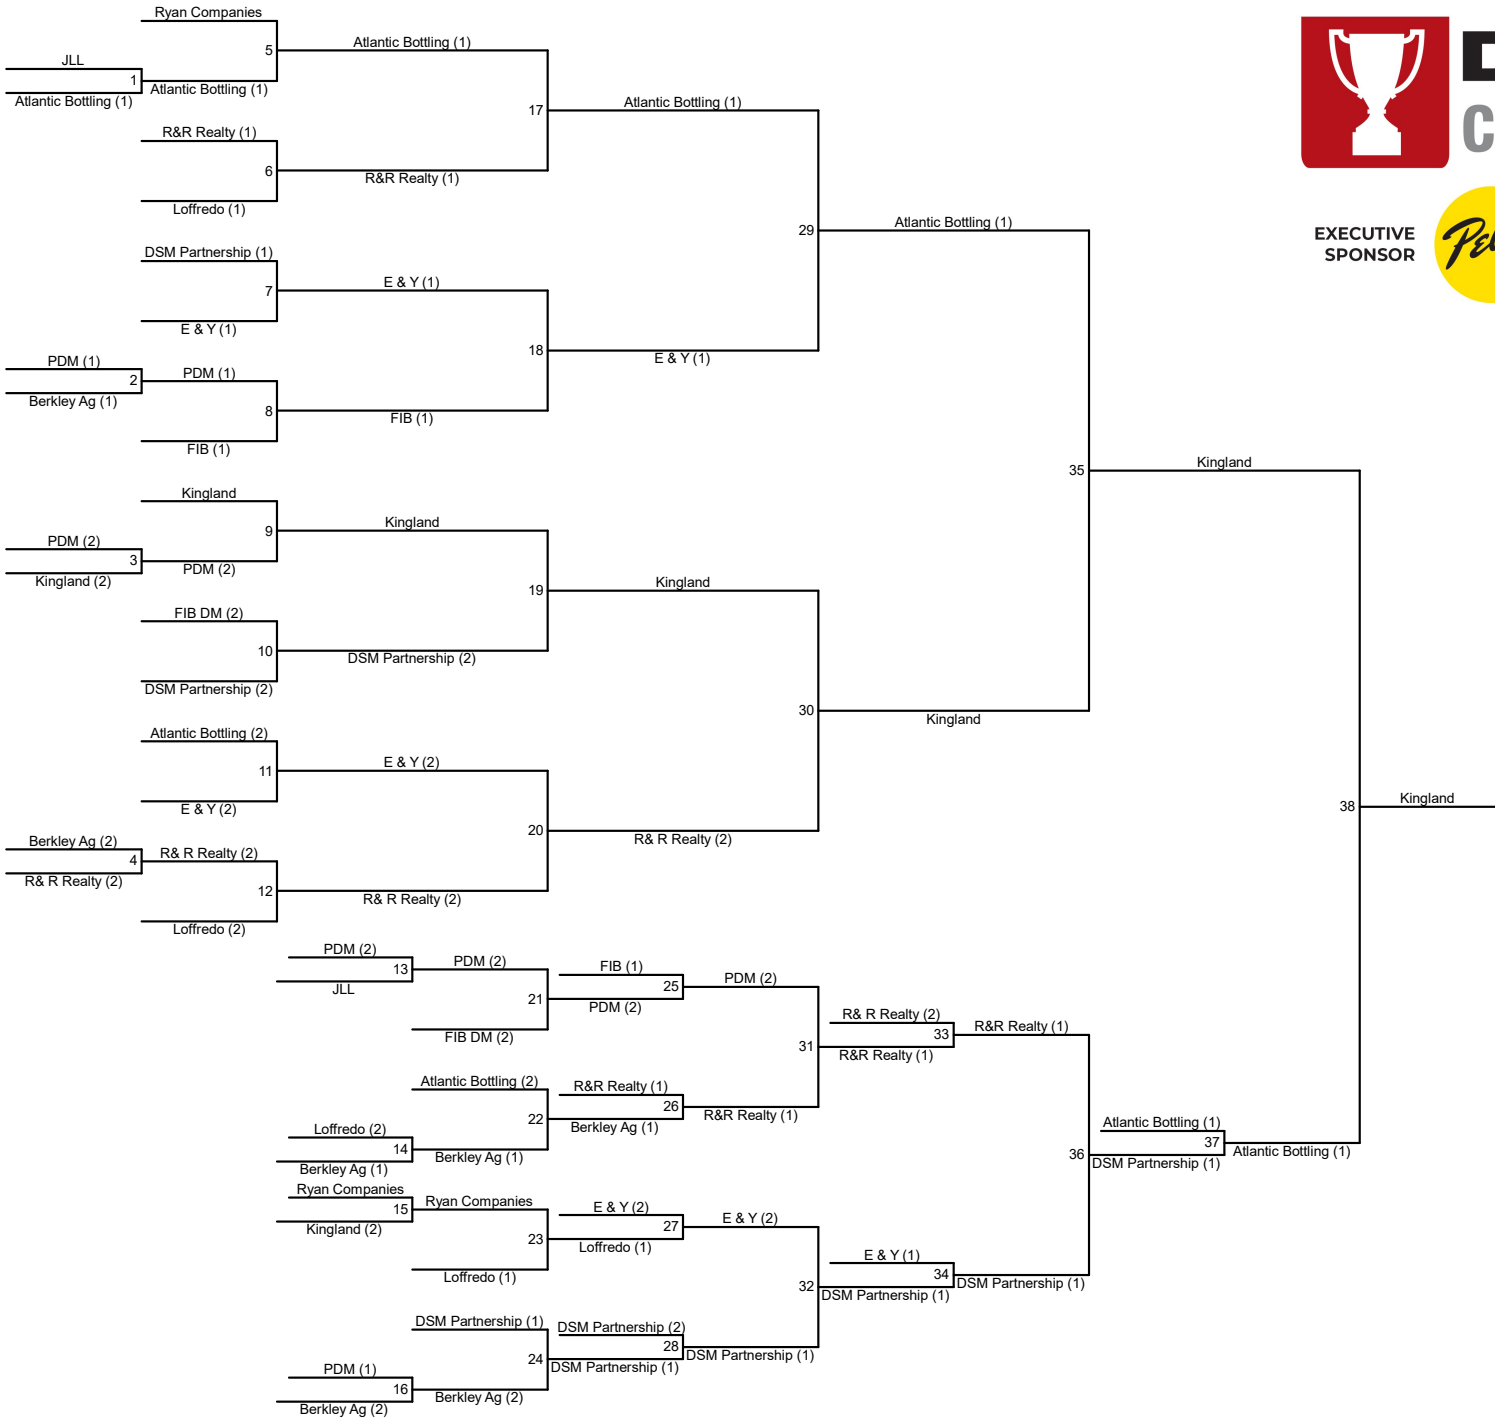 Ryan Companies
5
Atlantic Bottling (1)
JLL
1
Atlantic Bottling (1)
Atlantic Bottling (1)
17
Atlantic Bottling (1)
R&R Realty (1)
6
R&R Realty (1)
Loffredo (1)
29
Atlantic Bottling (1)
EXECUTIVE
SPONSOR
DSM Partnership (1)
7
E & Y (1)
E & Y (1)
18
E & Y (1)
PDM (1)
2
PDM (1)
Berkley Ag (1)
8
FIB (1)
FIB (1)
35
Kingland
Kingland
9
Kingland
PDM (2)
3
PDM (2)
Kingland (2)
19
Kingland
FIB DM (2)
10
DSM Partnership (2)
DSM Partnership (2)
30
Kingland
Atlantic Bottling (2)
11
E & Y (2)
E & Y (2)
20
R& R Realty (2)
38
Kingland
Berkley Ag (2)
4
R& R Realty (2)
R& R Realty (2)
12
R& R Realty (2)
Loffredo (2)
PDM (2)
13
PDM (2)
JLL
21
FIB (1)
25
PDM (2)
PDM (2)
FIB DM (2)
31
R& R Realty (2)
33
R&R Realty (1)
R&R Realty (1)
Atlantic Bottling (2)
22
R&R Realty (1)
26
R&R Realty (1)
Berkley Ag (1)
Loffredo (2)
14
Berkley Ag (1)
Berkley Ag (1)
36
Atlantic Bottling (1)
37
Atlantic Bottling (1)
DSM Partnership (1)
Ryan Companies
15
Ryan Companies
Kingland (2)
23
E & Y (2)
27
E & Y (2)
Loffredo (1)
Loffredo (1)
32
E & Y (1)
34
DSM Partnership (1)
DSM Partnership (1)
DSM Partnership (1)
24
DSM Partnership (2)
28
DSM Partnership (1)
DSM Partnership (1)
PDM (1)
16
Berkley Ag (2)
Berkley Ag (2)